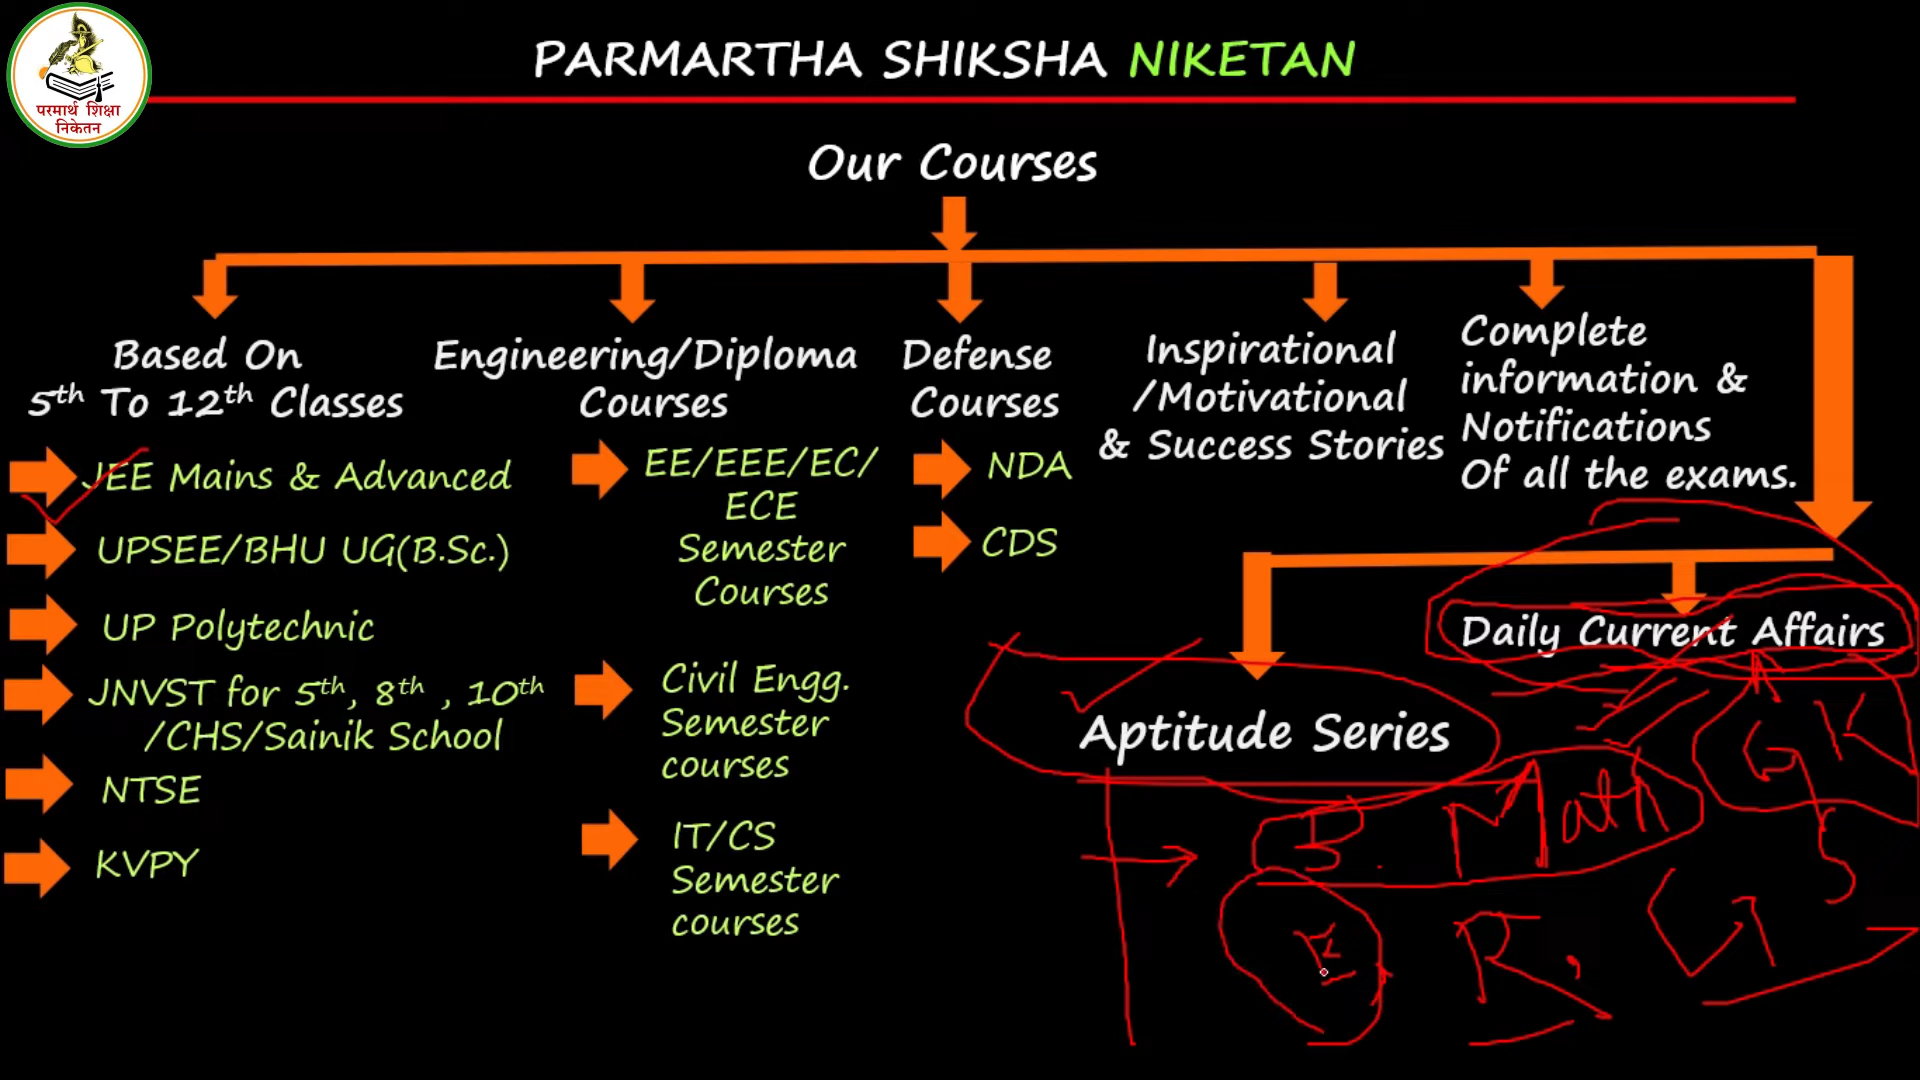 परमार्थ शिक्षा
निकेतन
PARMARTHA SHIKSHA NIKETAN
Our Courses
Based On
5th To 12th Classes
JEE Mains & Advanced
UPSEE/BHU UG(B.Sc.)
UP Polytechnic
JNVST for 5th, 8th , 10th
/CHS/Sainik School
NTSE
KVPY
Engineering/Diploma
Courses
EE/EEE/EC/
ECE
Semester
Courses
Civil Engg.
Semester
courses
IT/CS
Semester
courses
Defense
Courses
NDA
CDS
Inspirational
/Motivational
& Success Stories
Complete
information &
Notifications
Of all the exams.
Daily Current Affairs
GK
GS
Aptitude Series
B. Math
E, R,